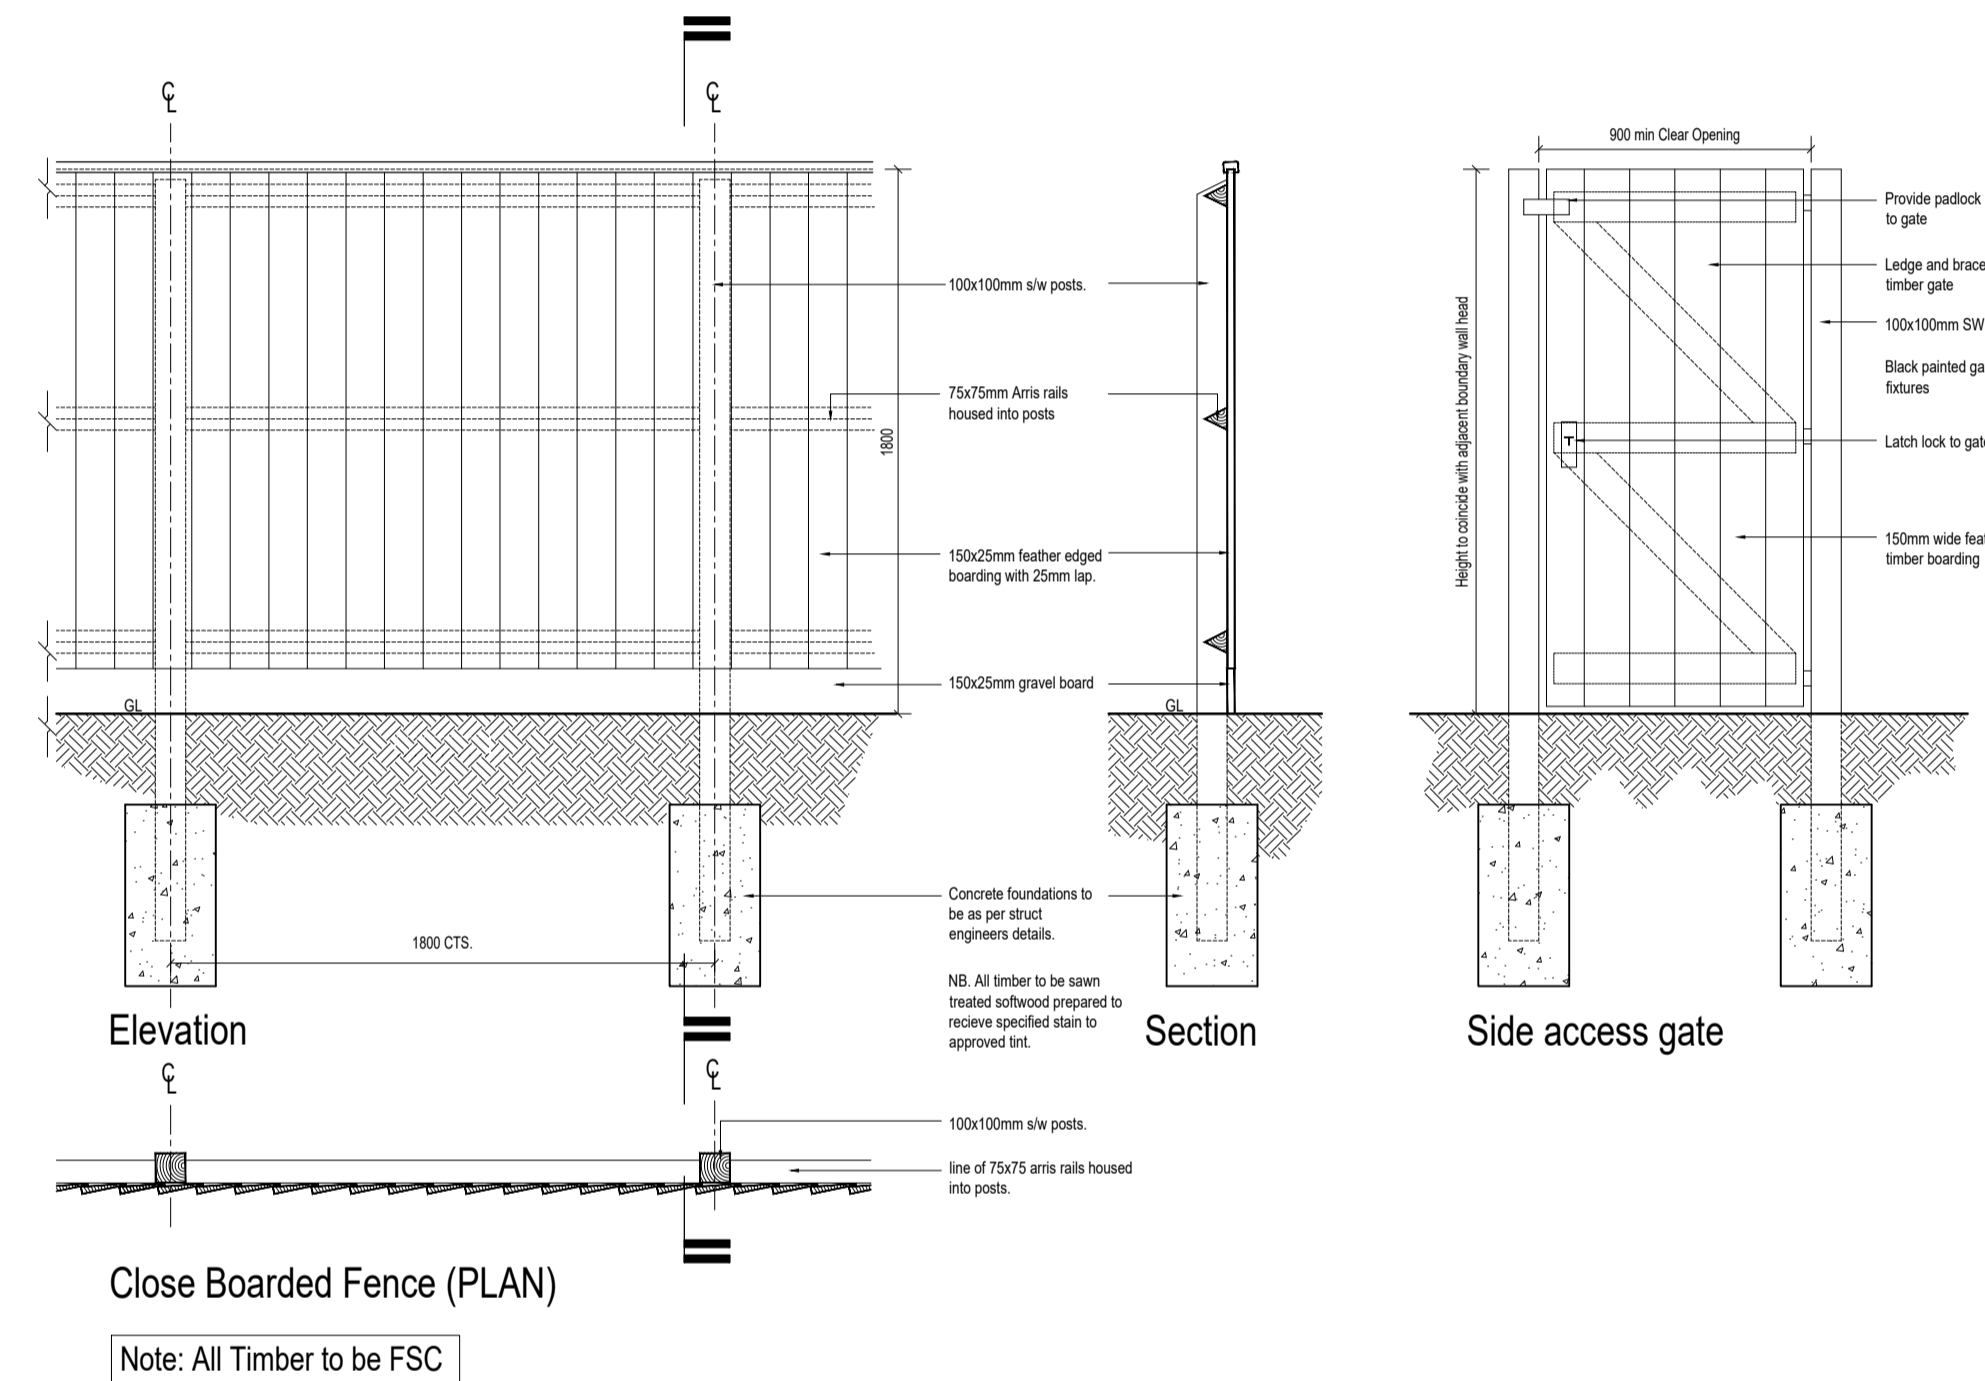 GL
1800 CTS.
1800
Elevation
100x100mm s/w posts.
75x75mm Arris rails
housed into posts
150x25mm feather edged
boarding with 25mm lap.
150x25mm gravel board
Concrete foundations to
be as per struct
engineers details.
NB. All timber to be sawn
treated softwood prepared to
recieve specified stain to
approved tint.
GL
Section
900 min Clear Opening
Height to coincide with adjacent boundary wall head
Provide padlock
to gate
Ledge and brace
timber gate
100x100mm SW
Black painted ga
fixtures
Latch lock to gat
150mm wide fea
timber boarding
Side access gate
100x100mm s/w posts.
line of 75x75 arris rails housed
into posts.
Close Boarded Fence (PLAN)
Note: All Timber to be FSC